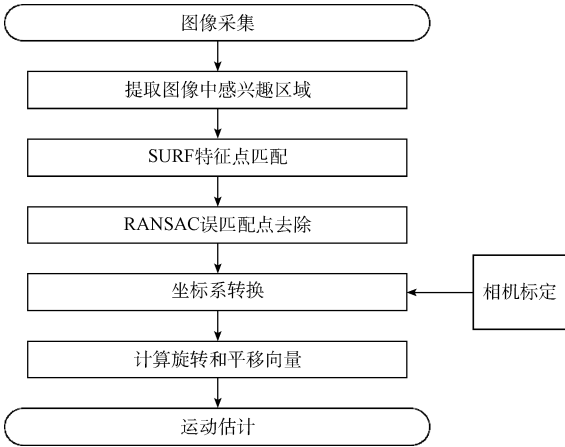 图像采集
提取图像中感兴趣区域
SURF特征点匹配
RANSAC误匹配点去除
坐标系转换
相机标定
计算旋转和平移向量
运动估计